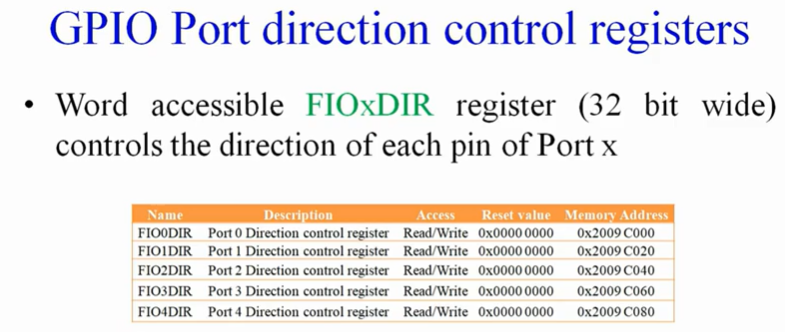 GPIO Port direction control registers
• Word accessible FIOxDIR register (32 bit wide)
controls the direction of each pin of Port x
Name Description Access Reset value Memory Address
FIO0DIR Port 0 Direction control register Read/Write 0x0000 0000 0x2009 C000
FIO1DIR Port 1 Direction control register Read/Write 0x0000 0000 0x2009 C020
FIO2DIR Port 2 Direction control register Read/Write 0x0000 0000 0x2009 C040
FIO3DIR Port 3 Direction control register Read/Write 0x0000 0000 0x2009 C060
FIO4DIR Port 4 Direction control register Read/Write 0x0000 0000 0x2009 C080